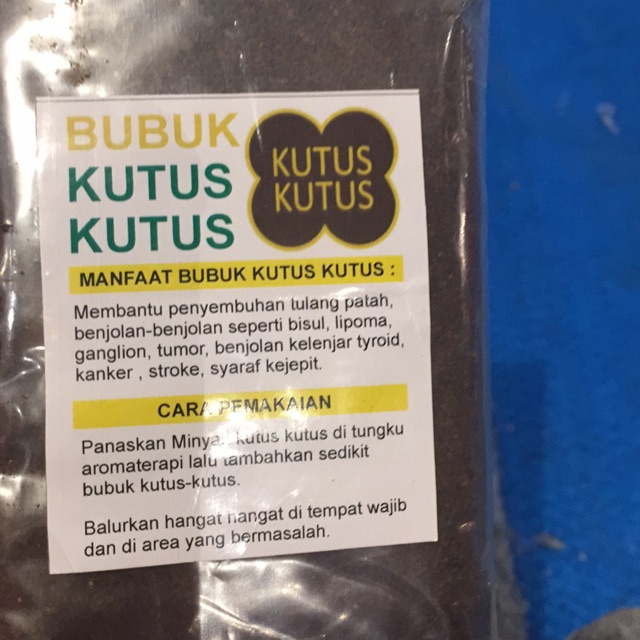 BUBUK
KUTUS
KUTUS
KUTUS
KUTUS
MANFAAT BUBUK KUTUS KUTUS :
Membantu penyembuhan tulang patah,
benjolan-benjolan seperti bisul, lipoma,
ganglion, tumor, benjolan kelenjar tyroid,
kanker , stroke, syaraf kejepit.
CARA PEMAKAIAN
Panaskan Minyak kutus kutus di tungku
aromaterapi lalu tambahkan sedikit
bubuk kutus-kutus.
Balurkan hangat hangat di tempat wajib
dan di area yang bermasalah.